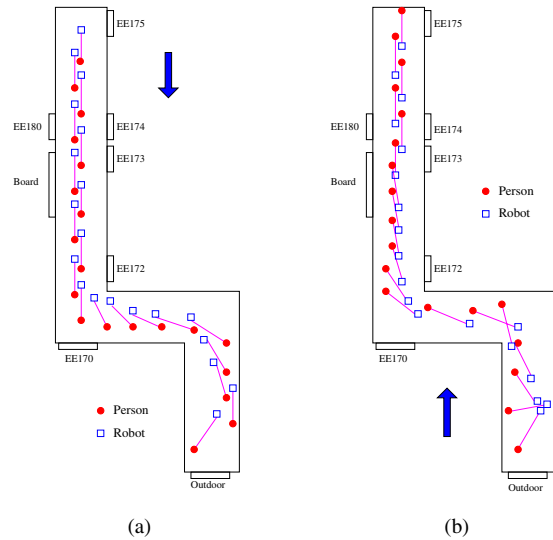 EE175
EE180
EE174
EE173
Board
EE172
EE170
Person
Robot
Outdoor
(a)
EE175
EE180
EE174
EE173
Board
Person
Robot
EE172
EE170
Outdoor
(b)